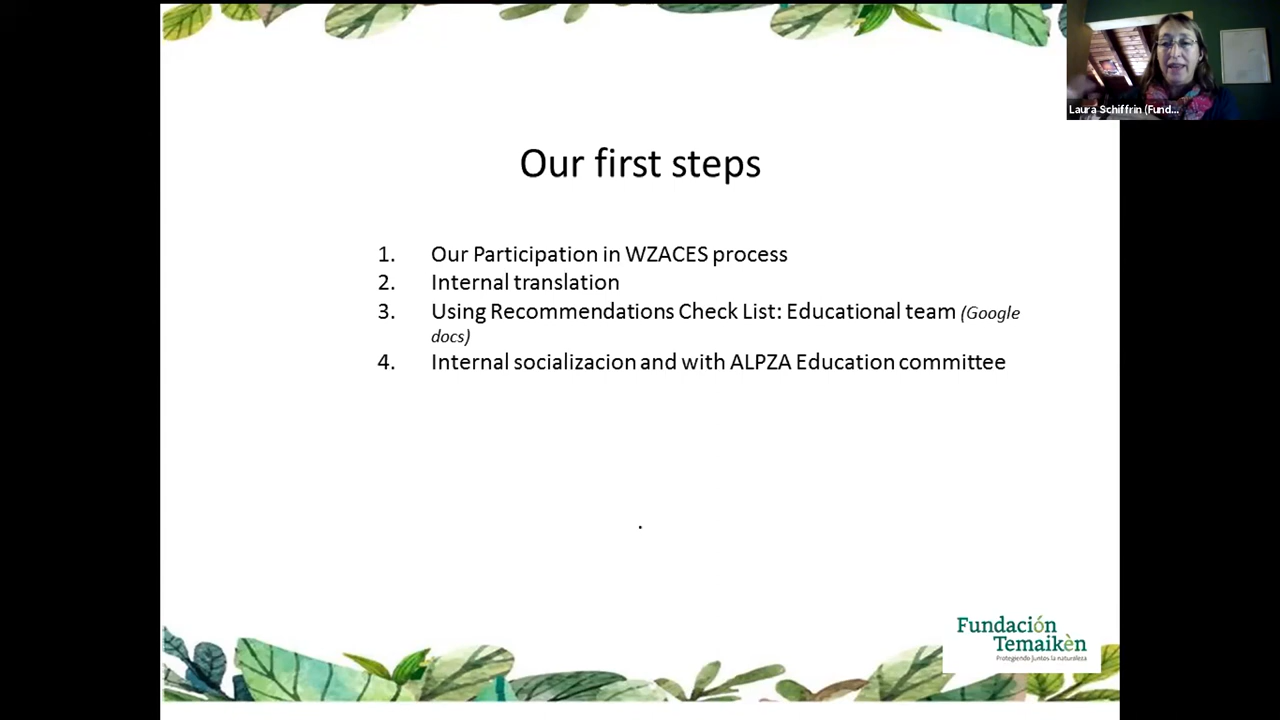 Laura Schiffrin (Fund...
Our first steps
1. Our Participation in WZACES process
2. Internal translation
3. Using Recommendations Check List: Educational team (Google
docs)
4. Internal socializacion and with ALPZA Education committee
.
Fundación
Temaikèn
Protegiendo juntos la naturaleza